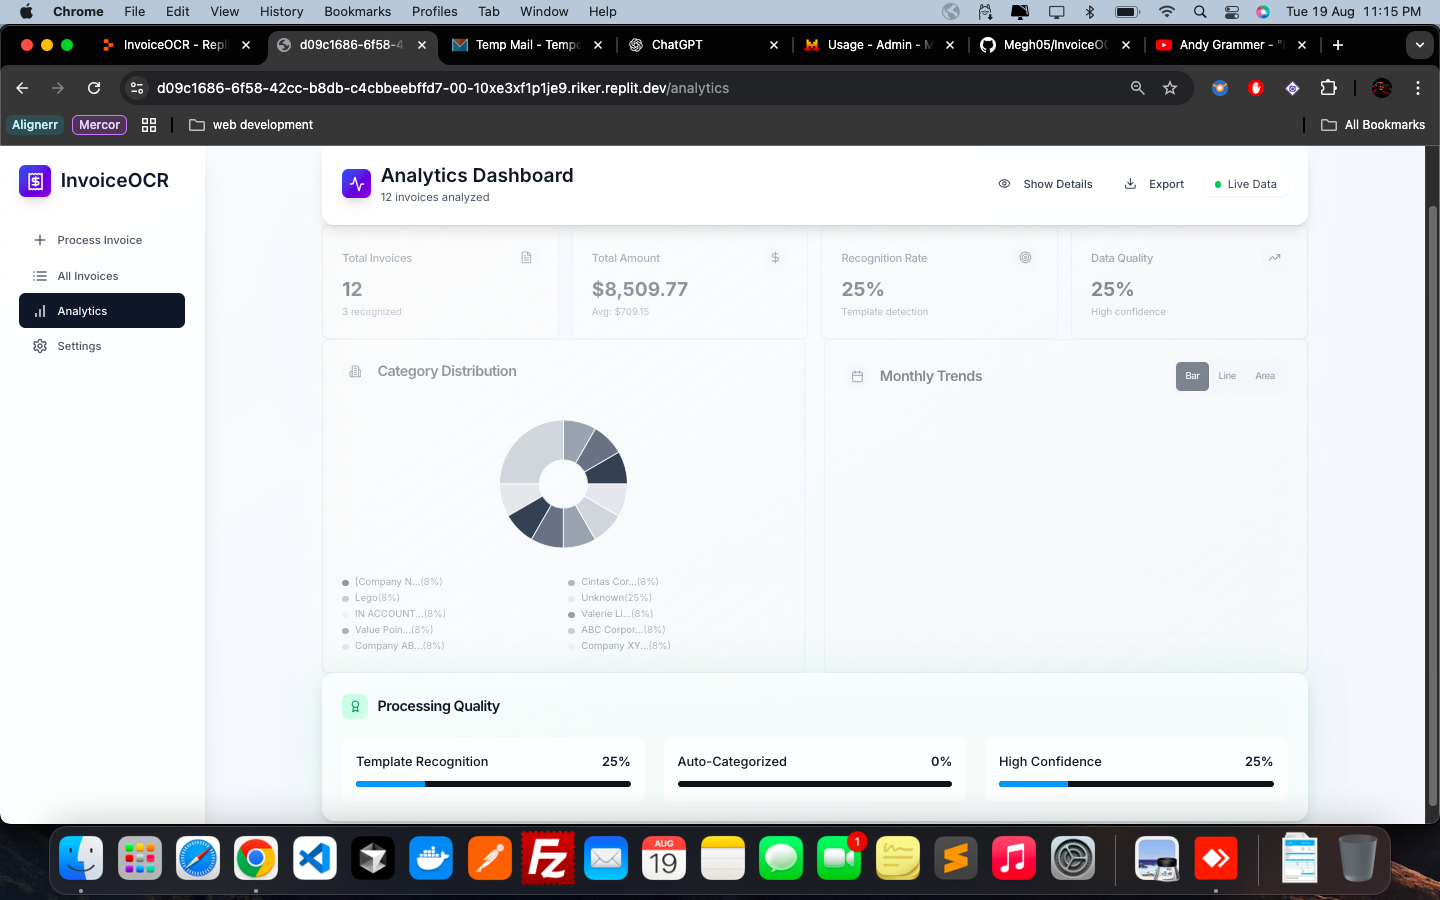 Chrome File Edit View History Bookmarks Profiles Tab Window Help Tue 19 Aug 11:15 PM
InvoiceOCR - Repl d09c1686-6f58-4 Temp Mail - Temp ChatGPT Usage - Admin - M Megh05/InvoiceO Andy Grammer - "
d09c1686-6f58-42cc-b8db-c4cbbeebffd7-00-10xe3xf1p1je9.riker.replit.dev/analytics
Alignerr Mercor web development All Bookmarks
InvoiceOCR
Process Invoice
All Invoices
Analytics
Settings
Analytics Dashboard
12 invoices analyzed
Show Details Export Live Data
Total Invoices
12
3 recognized
Total Amount
$8,509.77
Avg: $709.15
Recognition Rate
25%
Template detection
Data Quality
25%
High confidence
Category Distribution
[Company N...(8%) Cintas Cor...(8%)
Lego(8%) Unknown(25%)
IN ACCOUNT...(8%) Valerie Li...(8%)
Value Poin...(8%) ABC Corpor...(8%)
Company AB...(8%) Company XY...(8%)
Monthly Trends
Bar Line Area
Processing Quality
Template Recognition 25%
Auto-Categorized 0%
High Confidence 25%
AUG
19
1
Fz